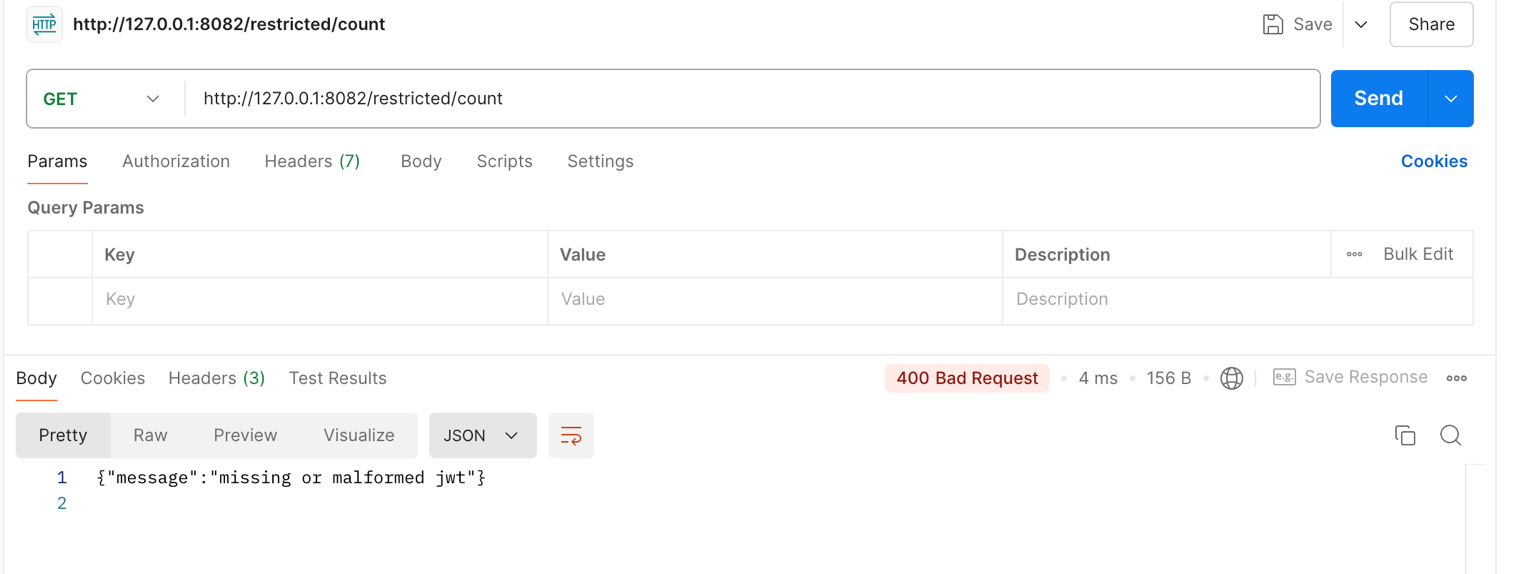 HTTP http://127.0.0.1:8082/restricted/count Save Share
GET http://127.0.0.1:8082/restricted/count Send
Params Authorization Headers (7) Body Scripts Settings Cookies
Query Params
Key Value Description Bulk Edit
Key Value Description
Body Cookies Headers (3) Test Results 400 Bad Request 4 ms 156 B e.g. Save Response
Pretty Raw Preview Visualize JSON
1 {"message":"missing or malformed jwt"}
2